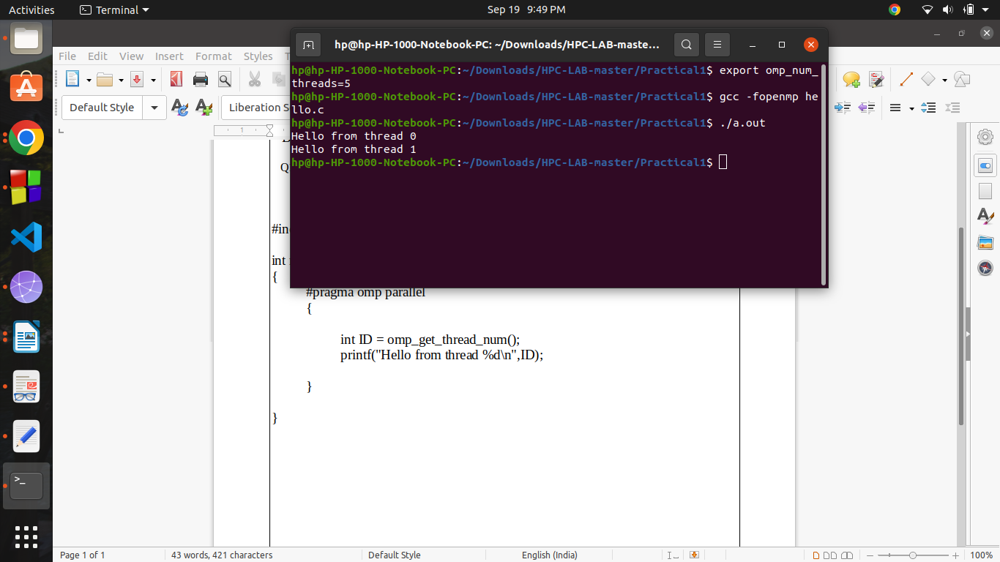 Activities Terminal Sep 19 9:49 PM
hp@hp-HP-1000-Notebook-PC: ~/Downloads/HPC-LAB-maste...
File Edit View Insert Format Styles
hp@hp-HP-1000-Notebook-PC:~/Downloads/HPC-LAB-master/Practical1$ export omp_num_
threads=5
hp@hp-HP-1000-Notebook-PC:~/Downloads/HPC-LAB-master/Practical1$ gcc -fopenmp he
llo.c
hp@hp-HP-1000-Notebook-PC:~/Downloads/HPC-LAB-master/Practical1$ ./a.out
Hello from thread 0
Hello from thread 1
hp@hp-HP-1000-Notebook-PC:~/Downloads/HPC-LAB-master/Practical1$
Default Style Liberation S
1
Q
#in
int
{
#pragma omp parallel
{
int ID = omp_get_thread_num();
printf("Hello from thread %d\n",ID);
}
}
>_
Page 1 of 1 43 words, 421 characters Default Style English (India) 100%